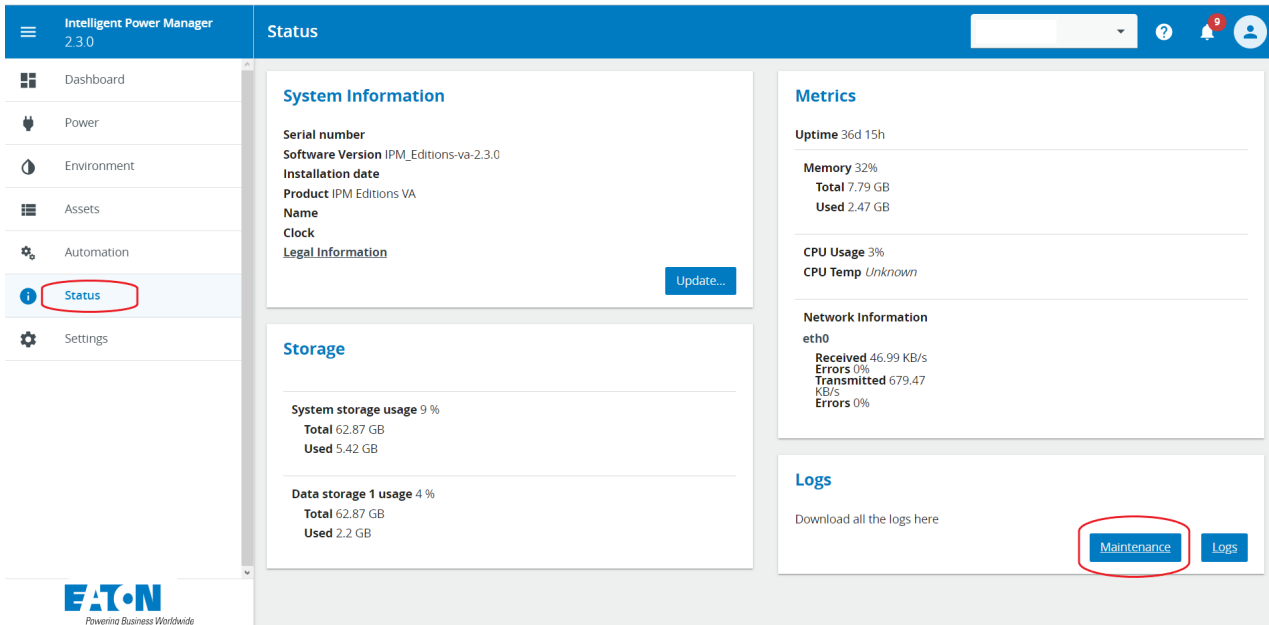 Intelligent Power Manager
2.3.0
Status
9
Dashboard
Power
Environment
Assets
Automation
Status
Settings
EATON
Powering Business Worldwide
System Information
Serial number
Software Version IPM_Editions-va-2.3.0
Installation date
Product IPM Editions VA
Name
Clock
Legal Information
Update...
Storage
System storage usage 9 %
Total 62.87 GB
Used 5.42 GB
Data storage 1 usage 4 %
Total 62.87 GB
Used 2.2 GB
Metrics
Uptime 36d 15h
Memory 32%
Total 7.79 GB
Used 2.47 GB
CPU Usage 3%
CPU Temp Unknown
Network Information
eth0
Received 46.99 KB/s
Errors 0%
Transmitted 679.47
KB/s
Errors 0%
Logs
Download all the logs here
Maintenance
Logs